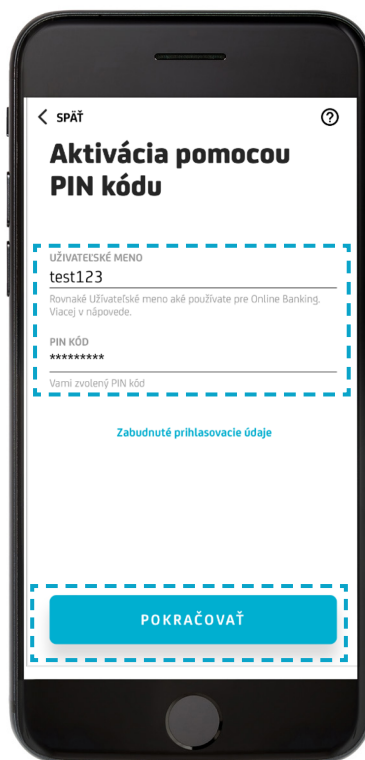 SPÄŤ
Aktivácia pomocou
PIN kódu
UŽIVATEĽSKÉ MENO
test123
Rovnaké Užívateľské meno aké používate pre Online Banking.
Viacej v nápovede.
PIN KÓD
*********
Vami zvolený PIN kód
Zabudnuté prihlasovacie údaje
POKRAČOVAŤ